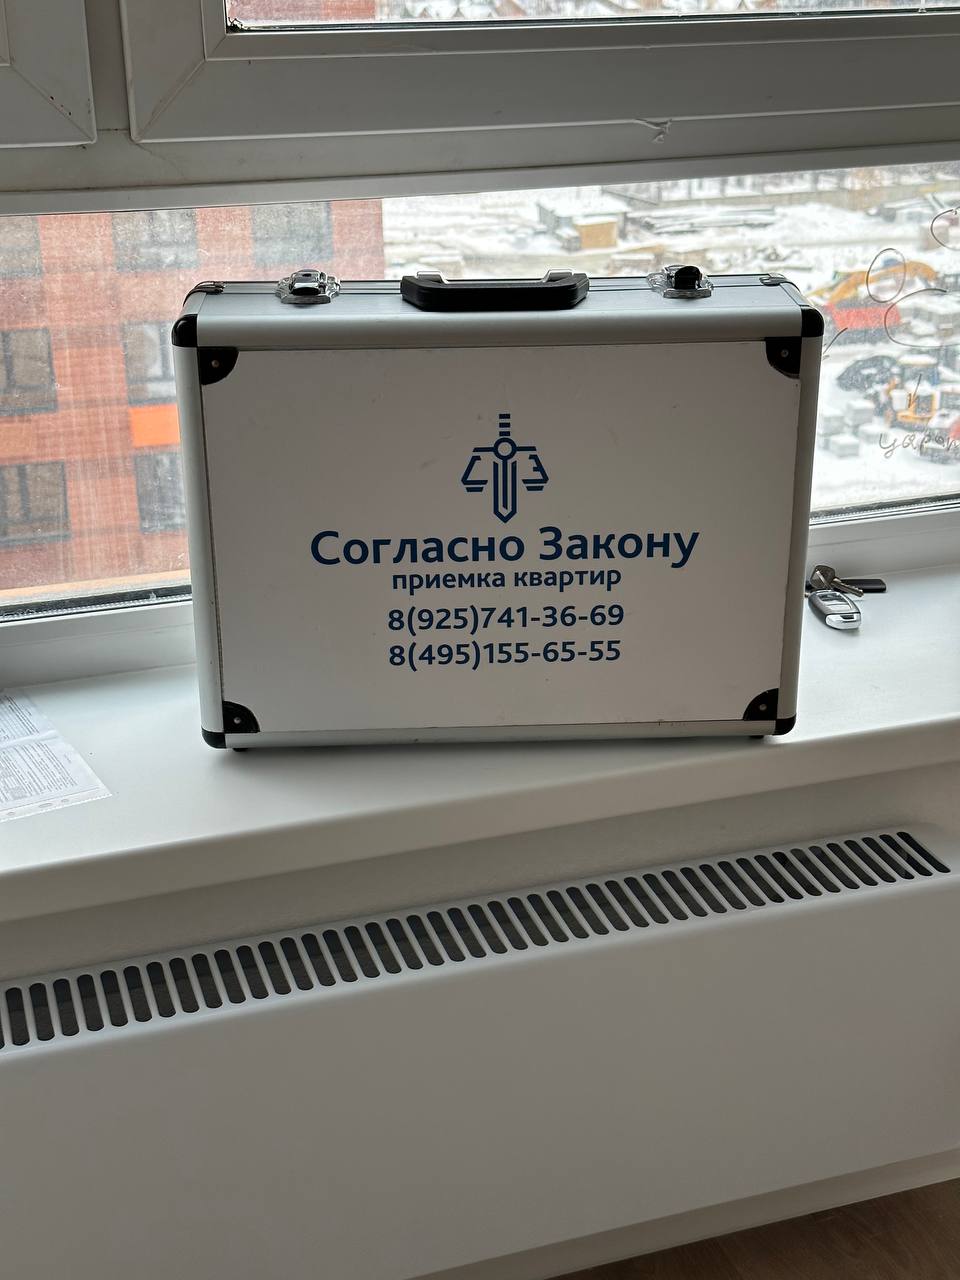 Согласно Закону
приемка квартир
8(925)741-36-69
8(495)155-65-55